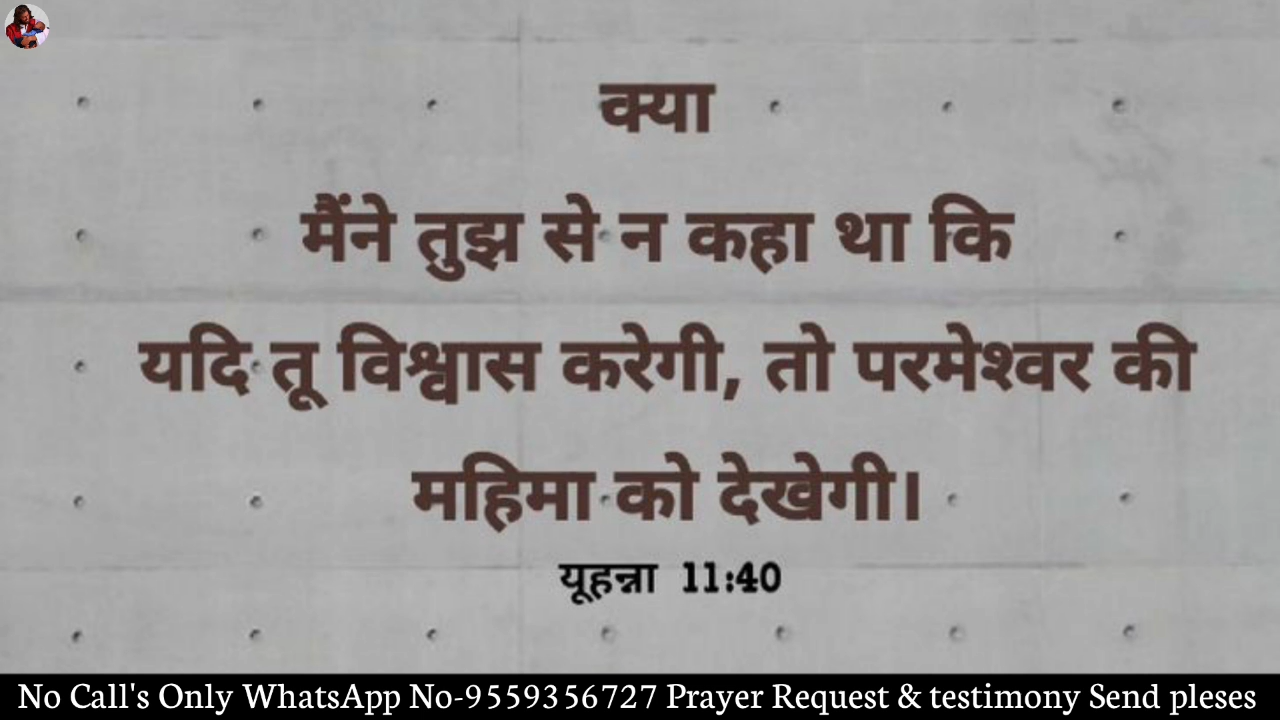 क्या
मैंने तुझ से न कहा था कि
यदि तू विश्वास करेगी, तो परमेश्वर की
महिमा को देखेगी।
यूहन्ना 11:40
No Call's Only WhatsApp No-9559356727 Prayer Request & testimony Send pleses